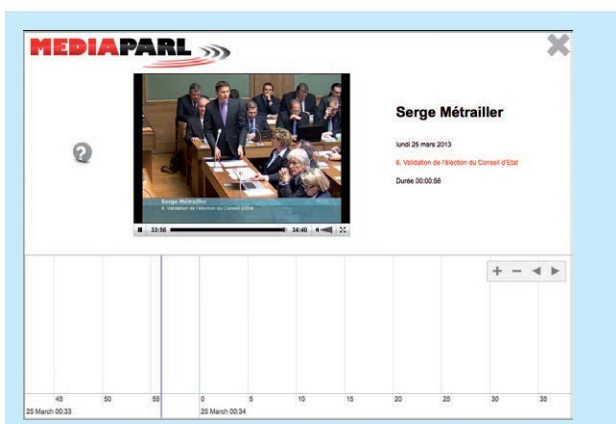 MEDIAPARL
Serge Métrailler
lundi 25 mars 2013
6. Validation de l'élection du Conseil d'Etat
Durée 00:00:56
Serge Métrailler
6. Validation de l'élection du Conseil d'Etat
33:56 34:40
45 50 55 0 5 10 15 20 25 30 35
25 March 00:33 25 March 00:34